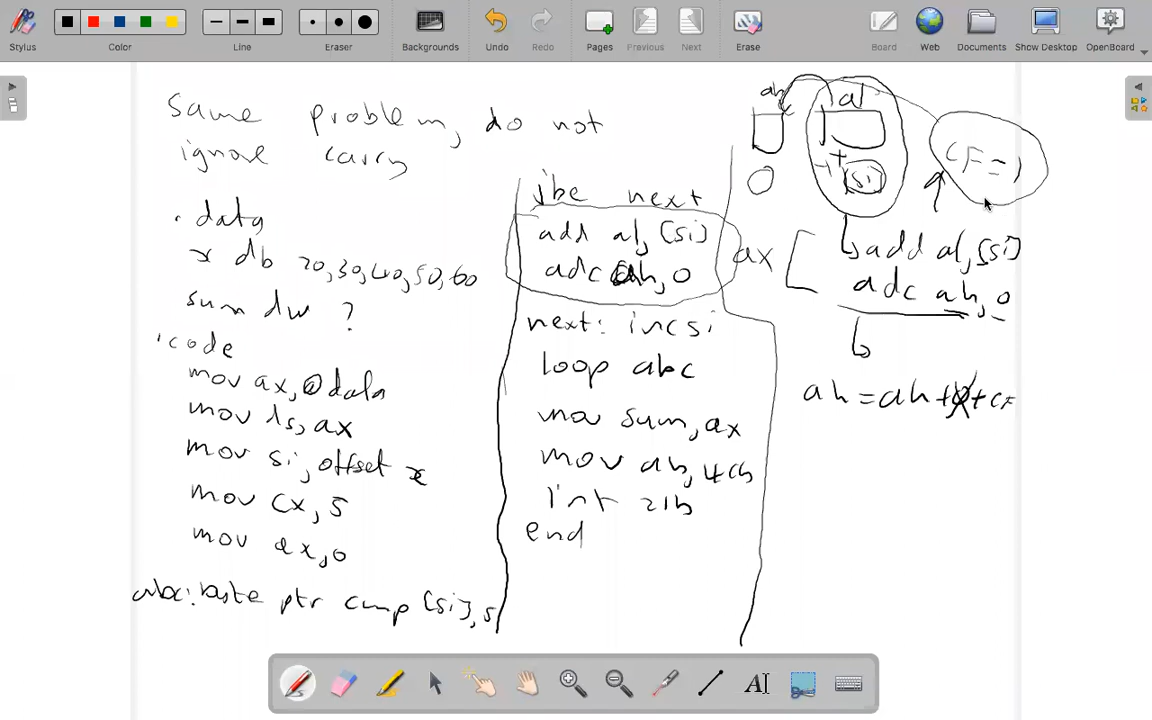 Stylus
Color
Line
Eraser
Backgrounds
Undo
Redo
Pages
Previous
Next
Erase
Board
Web
Documents
Show Desktop
OpenBoard
Same problem, do not
ignore carry
.data
x db 20,30,40,50,60
sum dw ?
.code
mov ax,@data
mov ds,ax
mov si,offset x
mov cx,5
mov ax,0
abc: byte ptr cmp [si],5
jbe next
add al,[si]
adc ah,0
next: inc si
loop abc
mov sum,ax
mov ah,4ch
int 21h
end
ah
al
0
+
[si]
CF=1
ax
add al,[si]
adc ah,0
ah=ah+0+CF